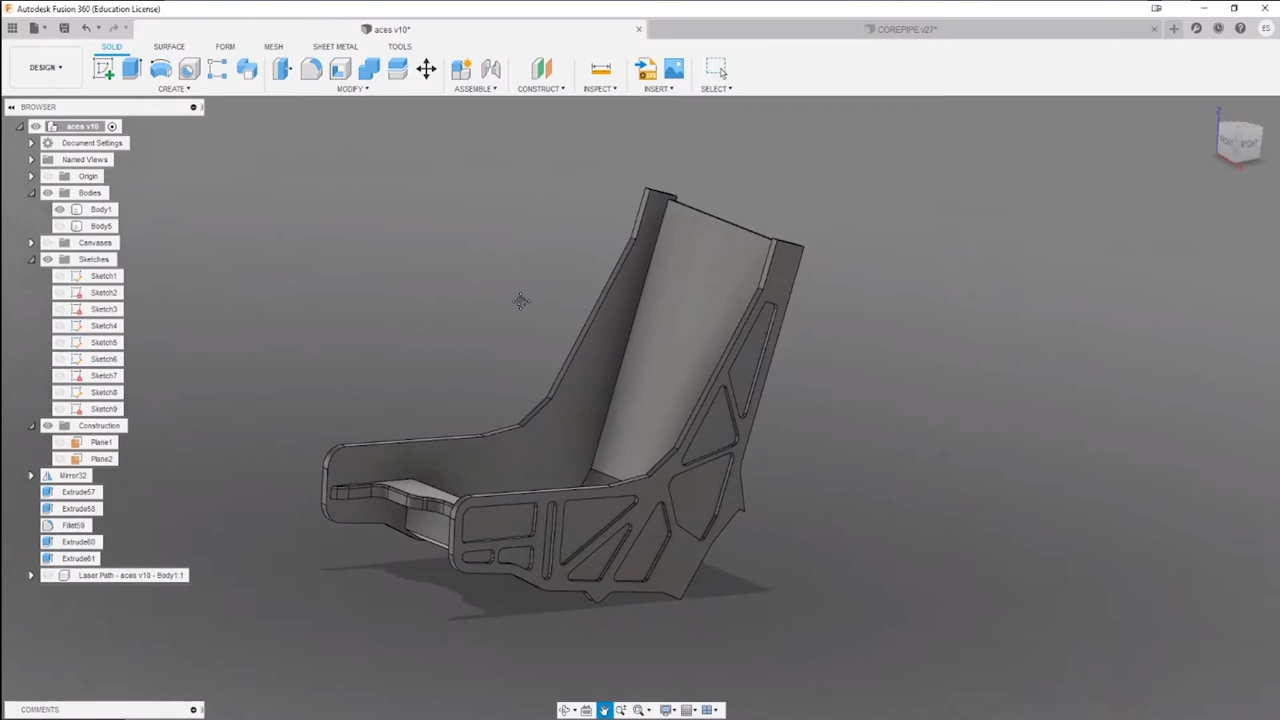 Autodesk Fusion 360 (Education License)
aces v10*
COREPIPE v27*
ES
SOLID SURFACE FORM MESH SHEET METAL TOOLS
DESIGN
CREATE MODIFY ASSEMBLE CONSTRUCT INSPECT INSERT SELECT
BROWSER
aces v10
Document Settings
Named Views
Origin
Bodies
Body1
Body5
Canvases
Sketches
Sketch1
Sketch2
Sketch3
Sketch4
Sketch5
Sketch6
Sketch7
Sketch8
Sketch9
Construction
Plane1
Plane2
Mirror32
Extrude57
Extrude58
Fillet59
Extrude60
Extrude61
Laser Path - aces v10 - Body1:1
Z
FRONT RIGHT
COMMENTS